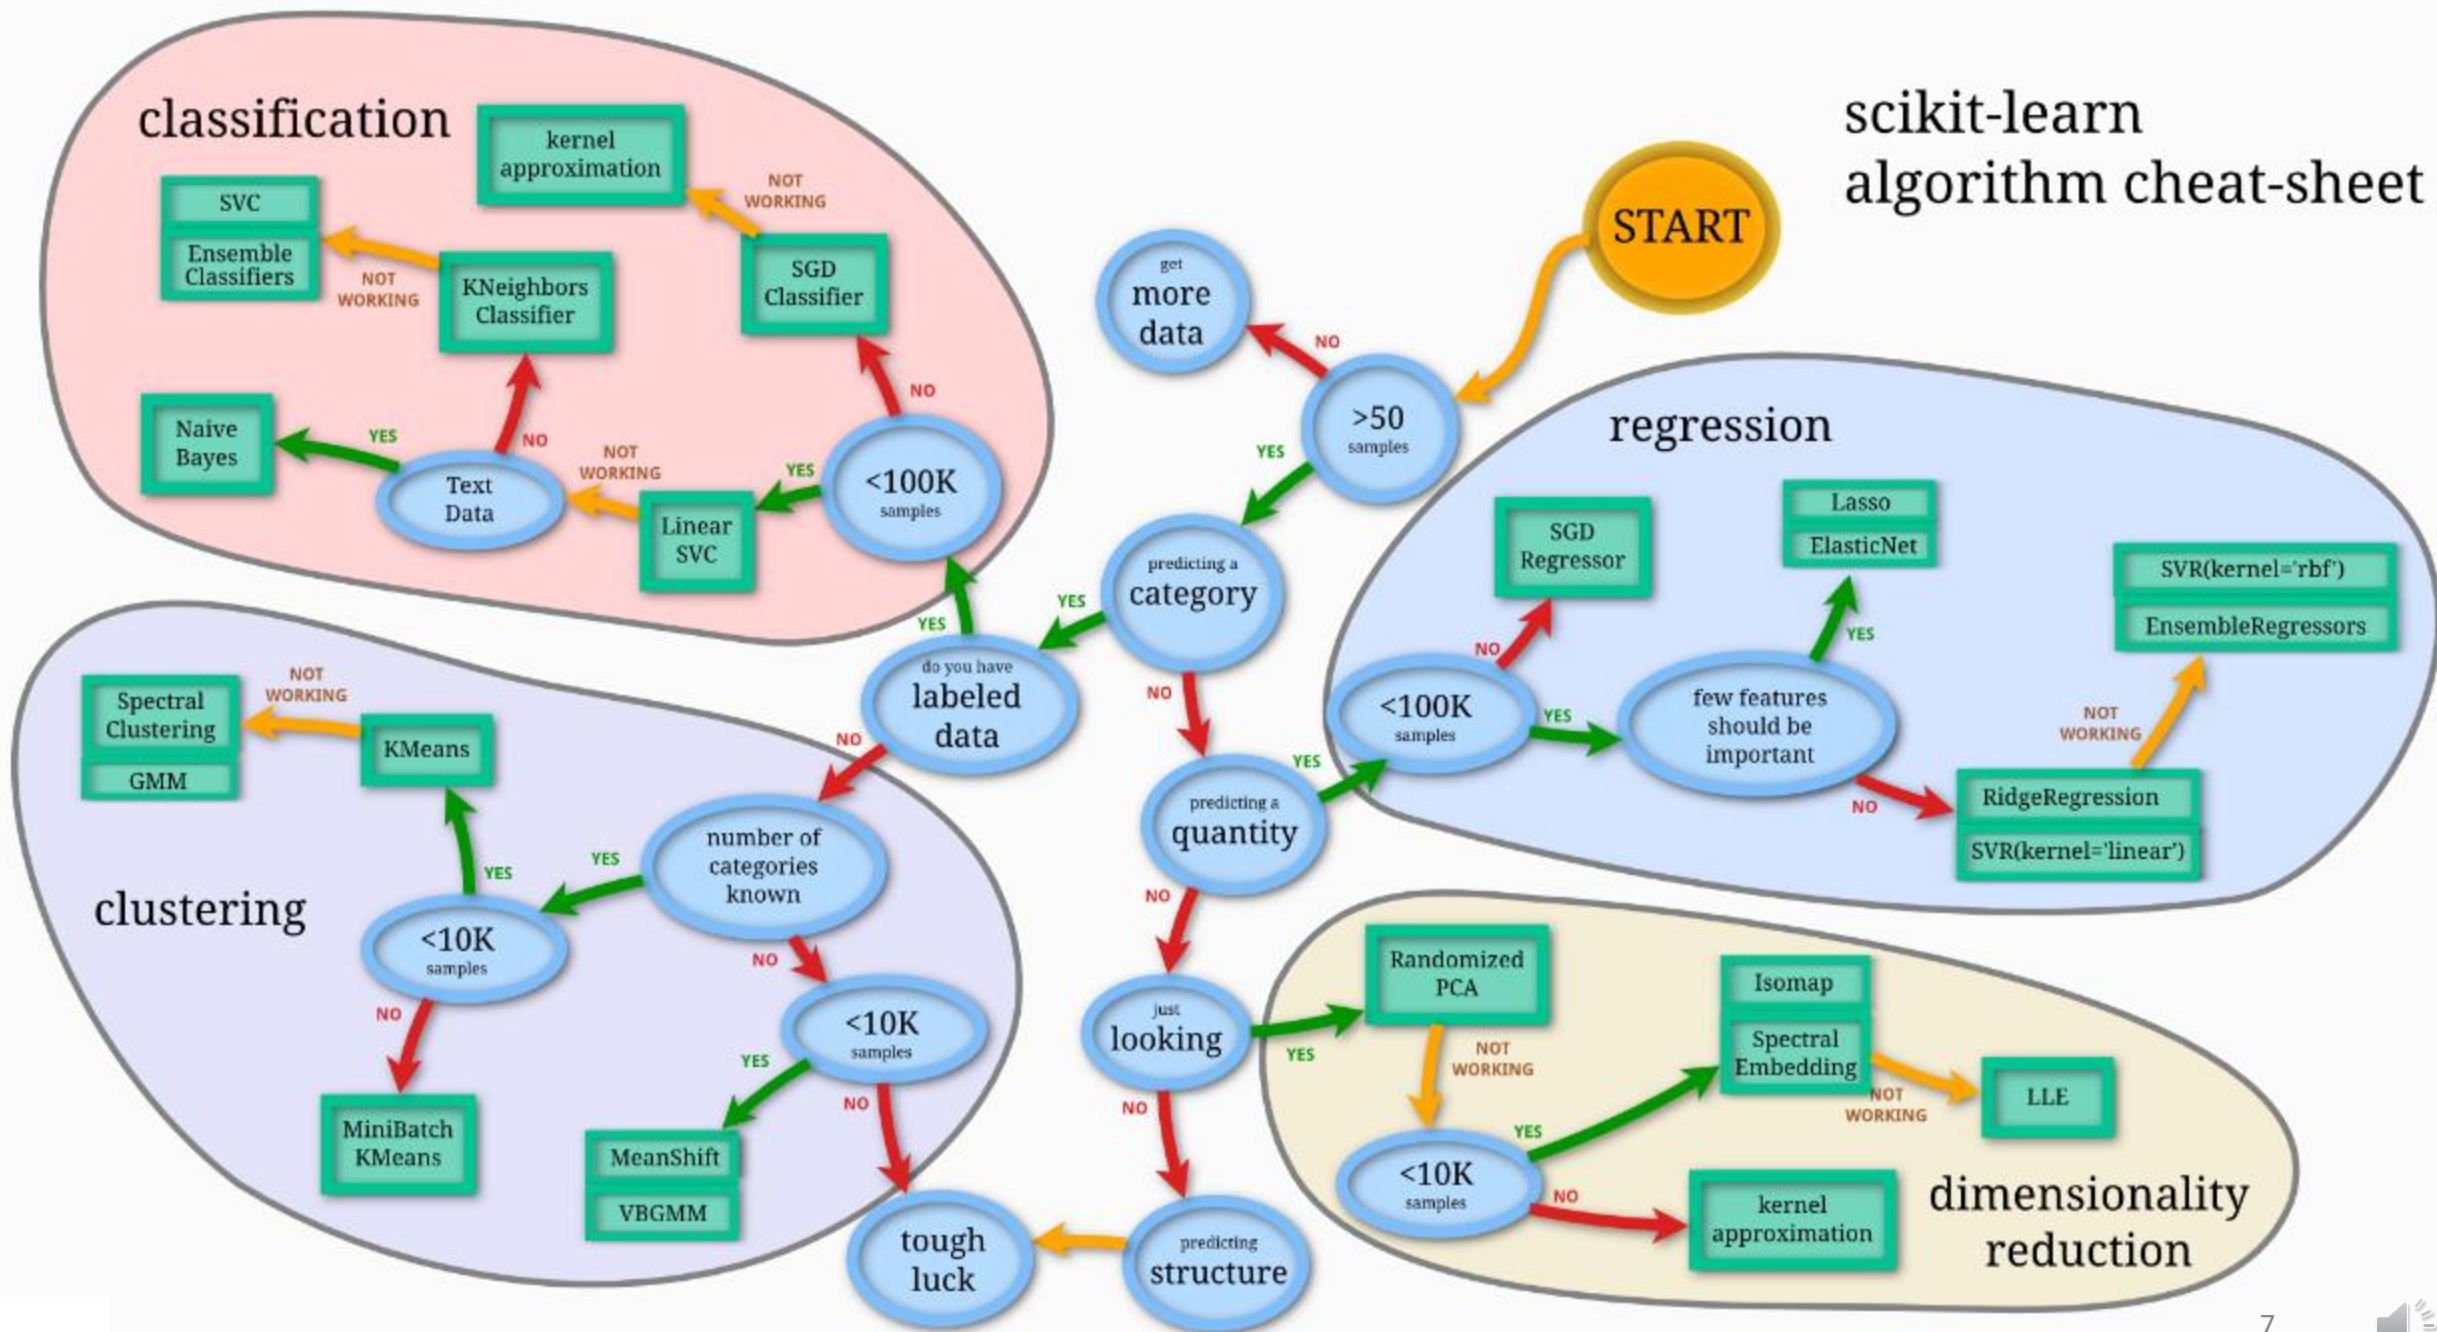 scikit-learn
algorithm cheat-sheet
START
classification
kernel
approximation
NOT
WORKING
SVC
Ensemble
Classifiers
NOT
WORKING
KNeighbors
Classifier
SGD
Classifier
NO
Naive
Bayes
YES
NO
Text
Data
NOT
WORKING
Linear
SVC
YES
<100K
samples
get
more
data
NO
>50
samples
YES
predicting a
category
YES
NO
YES
do you have
labeled
data
NO
predicting a
quantity
YES
NO
just
looking
YES
NO
predicting
structure
tough
luck
regression
SGD
Regressor
Lasso
ElasticNet
SVR(kernel='rbf')
EnsembleRegressors
YES
NO
<100K
samples
YES
few features
should be
important
NOT
WORKING
NO
RidgeRegression
SVR(kernel='linear')
clustering
Spectral
Clustering
GMM
NOT
WORKING
KMeans
YES
number of
categories
known
YES
<10K
samples
NO
NO
<10K
samples
YES
NO
MiniBatch
KMeans
MeanShift
VBGMM
Randomized
PCA
NOT
WORKING
Isomap
Spectral
Embedding
NOT
WORKING
LLE
YES
<10K
samples
NO
kernel
approximation
dimensionality
reduction
7